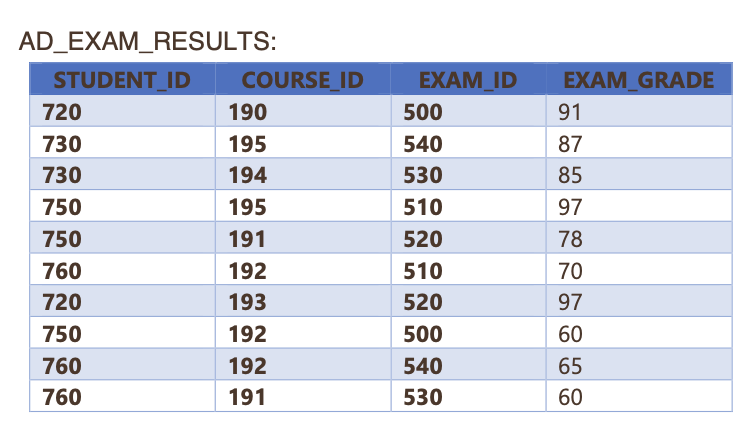 AD_EXAM_RESULTS:
STUDENT_ID COURSE_ID EXAM_ID EXAM_GRADE
720 190 500 91
730 195 540 87
730 194 530 85
750 195 510 97
750 191 520 78
760 192 510 70
720 193 520 97
750 192 500 60
760 192 540 65
760 191 530 60